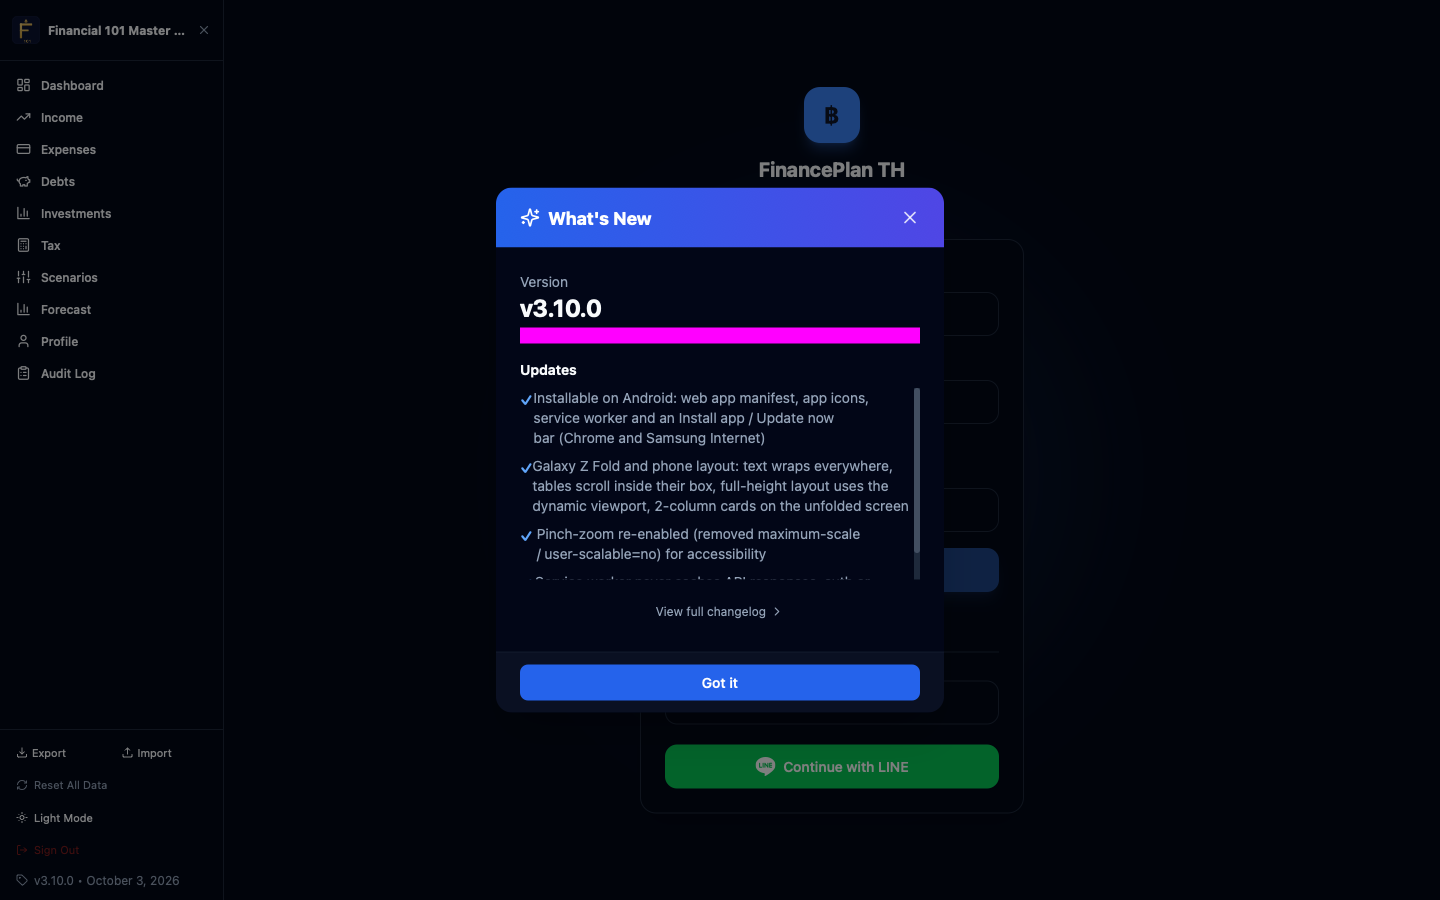 Financial 101 Master ...
Dashboard
Income
Expenses
Debts
Investments
Tax
Scenarios
Forecast
Profile
Audit Log
Export
Import
Reset All Data
Light Mode
Sign Out
v3.10.0 • October 3, 2026
FinancePlan TH
What's New
Version
v3.10.0
Updates
Installable on Android: web app manifest, app icons,
service worker and an Install app / Update now
bar (Chrome and Samsung Internet)
Galaxy Z Fold and phone layout: text wraps everywhere,
tables scroll inside their box, full-height layout uses the
dynamic viewport, 2-column cards on the unfolded screen
Pinch-zoom re-enabled (removed maximum-scale
/ user-scalable=no) for accessibility
View full changelog
Got it
LINE
Continue with LINE